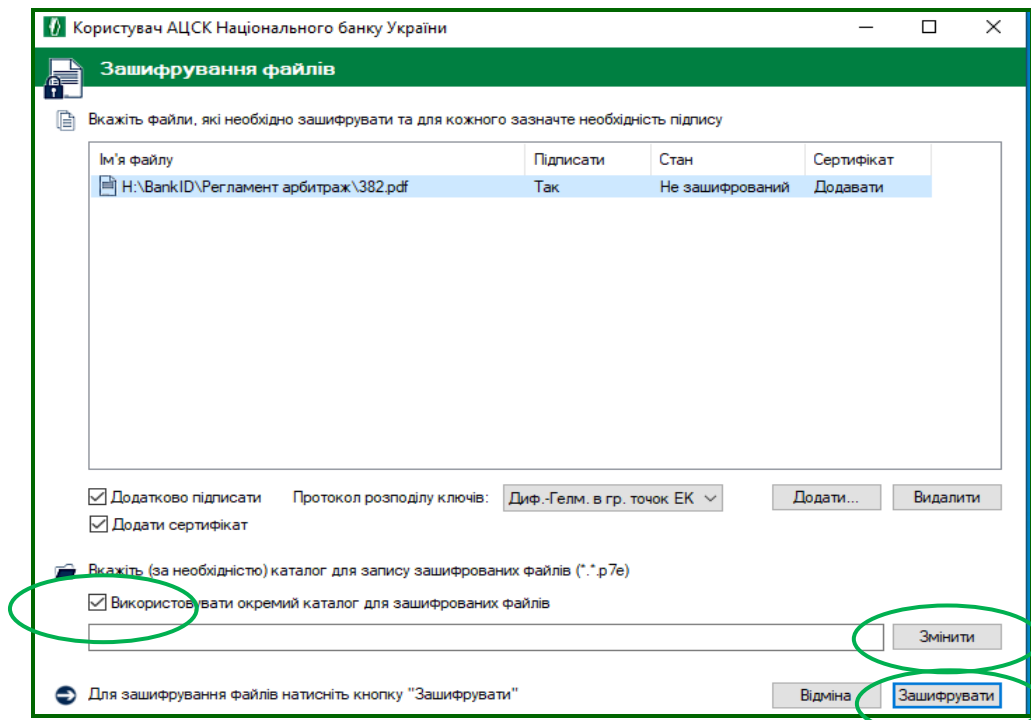 Користувач АЦСК Національного банку України
Зашифрування файлів
Вкажіть файли, які необхідно зашифрувати та для кожного зазначте необхідність підпису
Ім'я файлу Підписати Стан Сертифікат
H:\BankID\Регламент арбитраж\382.pdf Так Не зашифрований Додавати
Додатково підписати Протокол розподілу ключів: Диф.-Гелм. в гр. точок ЕК Додати... Видалити
Додати сертифікат
Вкажіть (за необхідністю) каталог для запису зашифрованих файлів (*.*.p7e)
Використовувати окремий каталог для зашифрованих файлів
Змінити
Для зашифрування файлів натисніть кнопку "Зашифрувати" Відміна Зашифрувати